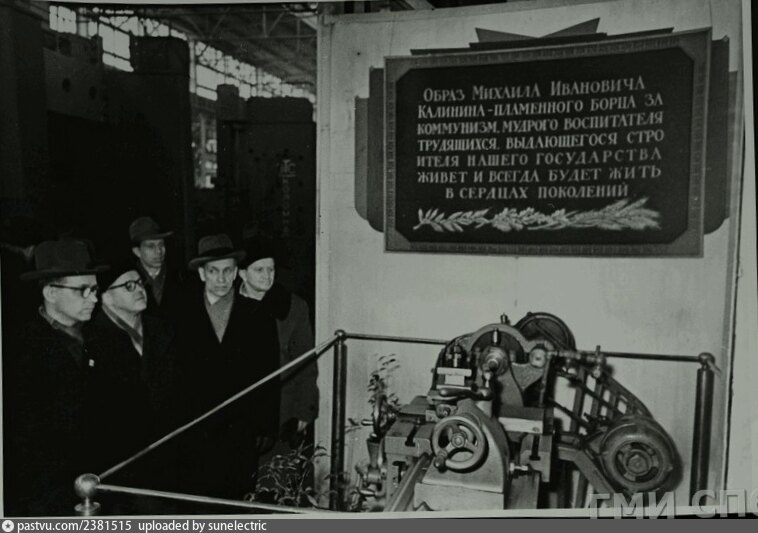 Образ Михаила Ивановича
Калинина-пламенного борца за
коммунизм, мудрого воспитателя
трудящихся, выдающегося стро
ителя нашего государства
живет и всегда будет жить
в сердцах поколений
ГМИ СПб
pastvu.com/2381515 uploaded by sunelectric